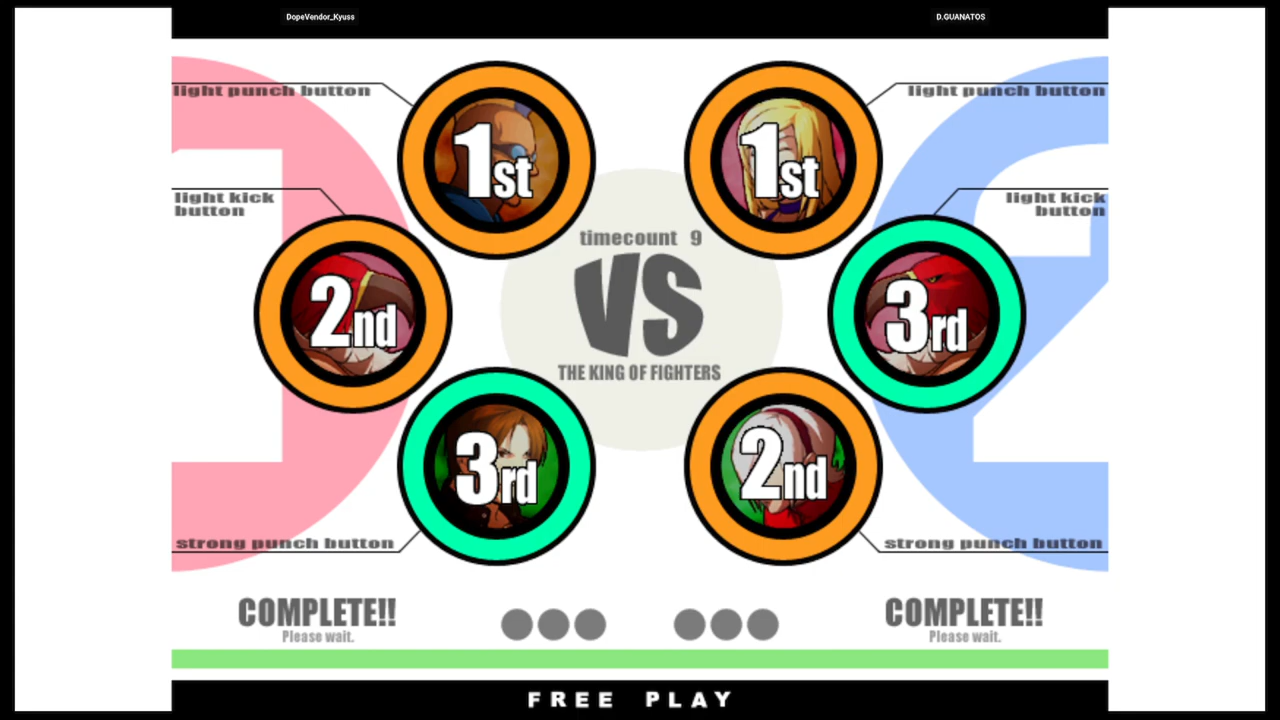 DopeVendor_Kyuss
D.GUANATOS
light punch button
light punch button
1st
1st
light kick
button
light kick
button
timecount 9
VS
THE KING OF FIGHTERS
2nd
3rd
3rd
2nd
strong punch button
strong punch button
COMPLETE!!
Please wait.
COMPLETE!!
Please wait.
FREE PLAY